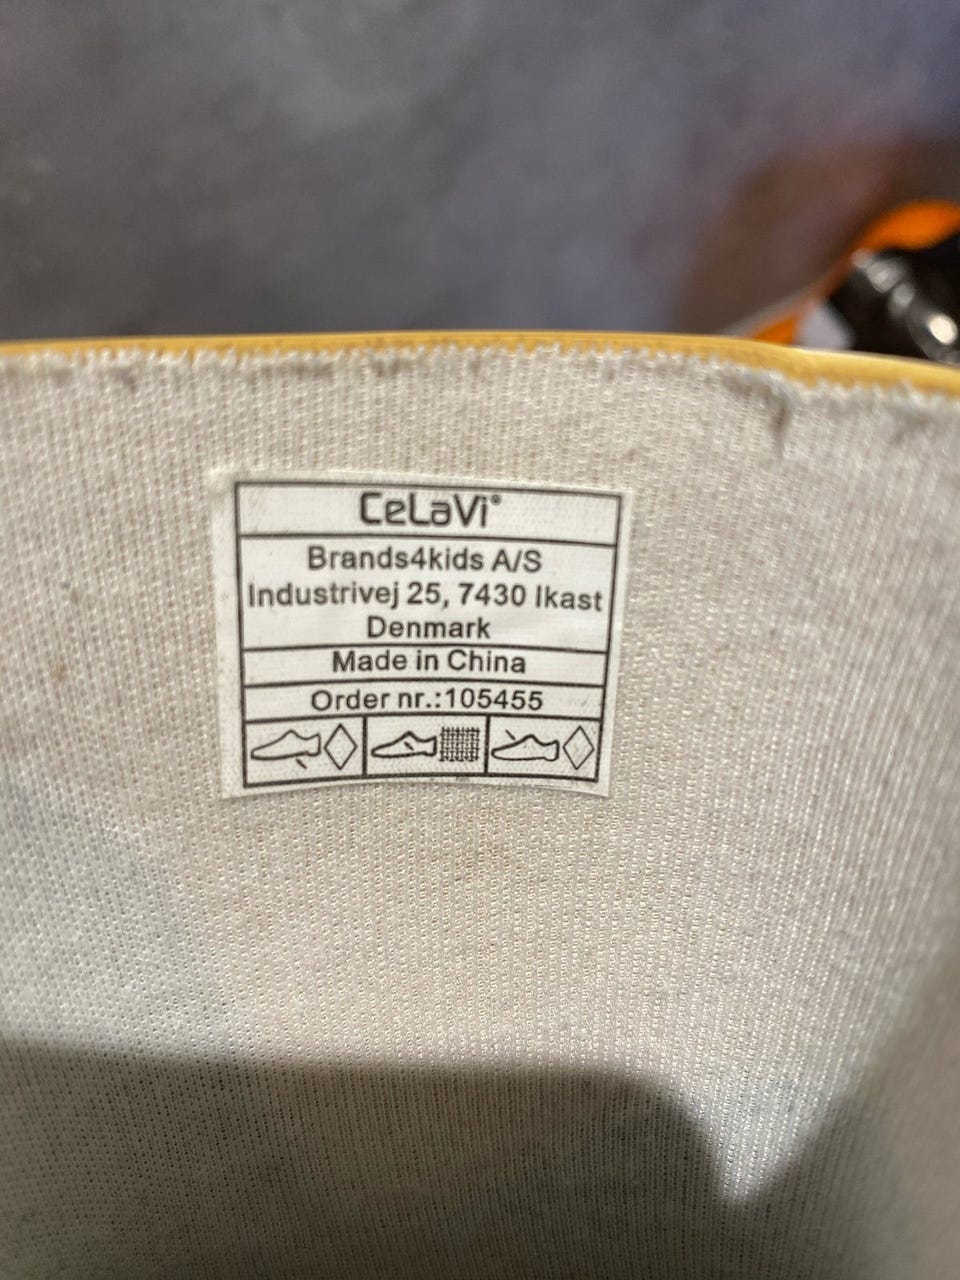 CeLaVi®
Brands4kids A/S
Industrivej 25, 7430 Ikast
Denmark
Made in China
Order nr.:105455